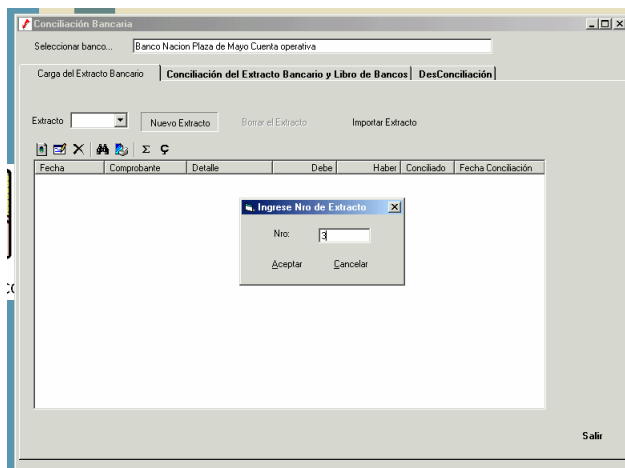 Conciliación Bancaria
Seleccionar banco... Banco Nacion Plaza de Mayo Cuenta operativa
Carga del Extracto Bancario Conciliación del Extracto Bancario y Libro de Bancos DesConciliación
Extracto Nuevo Extracto Borrar el Extracto Importar Extracto
Σ Ç
Fecha Comprobante Detalle Debe Haber Conciliado Fecha Conciliación
Ingrese Nro de Extracto
Nro: 3
Aceptar Cancelar
Salir